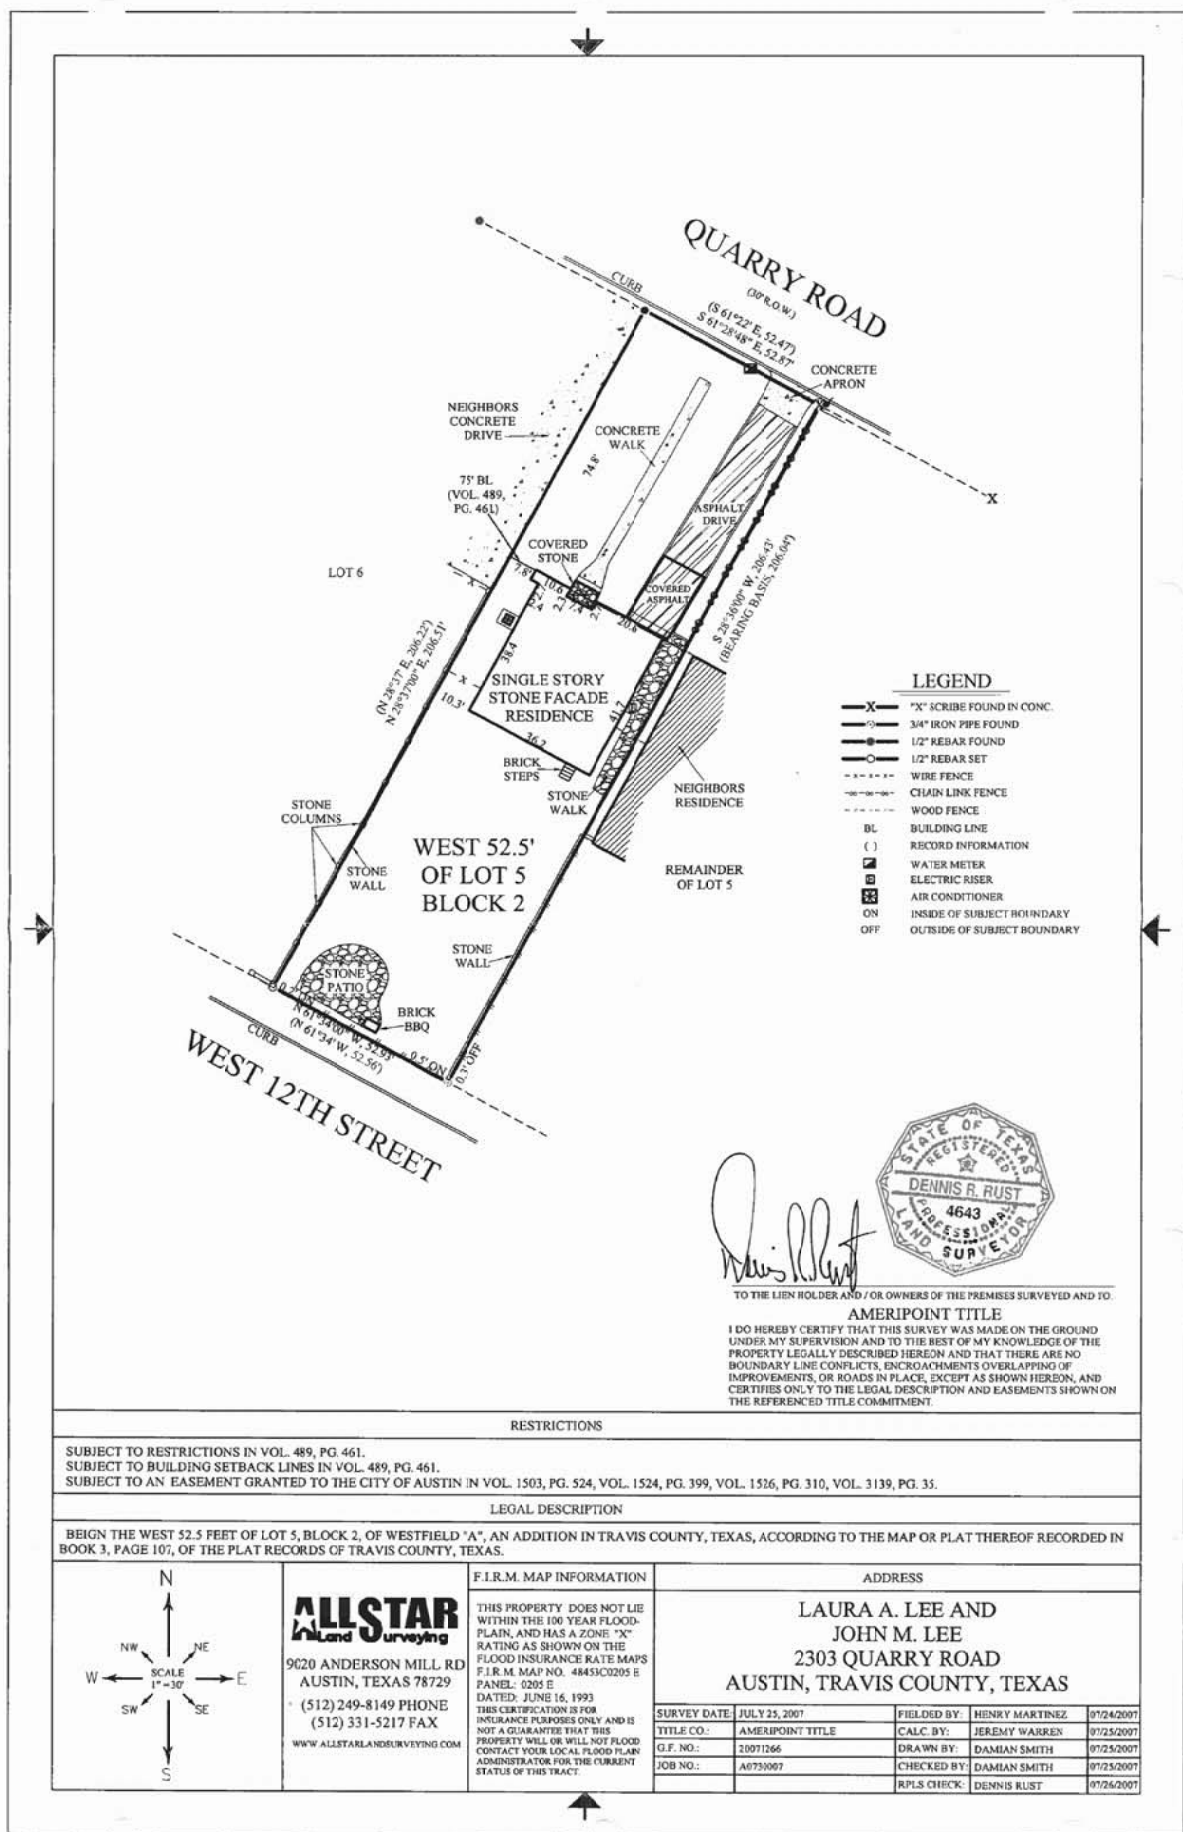 QUARRY ROAD
(30' R.O.W.)
CURB
(S 61°22' E, 52.47')
S 61°28'48" E, 52.87'
CONCRETE
APRON
NEIGHBORS
CONCRETE
DRIVE
CONCRETE
WALK
74.8'
75' BL
(VOL. 489,
PG. 461)
X
ASPHALT
DRIVE
COVERED
STONE
LOT 6
7.8'
10.6
2.3
7.4
2.7
20.6
COVERED
ASPHALT
S 28°36'00" W, 206.43'
(BEARING BASIS, 206.04')
(N 28°37' E, 206.22')
N 28°37'00" E, 206.51'
38.4
10.3'
SINGLE STORY
STONE FACADE
RESIDENCE
41.7
36.2
BRICK
STEPS
STONE
WALK
NEIGHBORS
RESIDENCE
STONE
COLUMNS
STONE
WALL
WEST 52.5'
OF LOT 5
BLOCK 2
REMAINDER
OF LOT 5
STONE
WALL
STONE
PATIO
BRICK
BBQ
N 61°34'00" W, 52.93'
(N 61°34' W, 52.56')
0.5' ON
0.3' OFF
CURB
WEST 12TH STREET
LEGEND
X "X" SCRIBE FOUND IN CONC.
3/4" IRON PIPE FOUND
1/2" REBAR FOUND
1/2" REBAR SET
WIRE FENCE
CHAIN LINK FENCE
WOOD FENCE
BL BUILDING LINE
( ) RECORD INFORMATION
WATER METER
ELECTRIC RISER
AIR CONDITIONER
ON INSIDE OF SUBJECT BOUNDARY
OFF OUTSIDE OF SUBJECT BOUNDARY
STATE OF TEXAS
REGISTERED
DENNIS R. RUST
4643
PROFESSIONAL
LAND SURVEYOR
Dennis R. Rust
TO THE LIEN HOLDER AND / OR OWNERS OF THE PREMISES SURVEYED AND TO.
AMERIPOINT TITLE
I DO HEREBY CERTIFY THAT THIS SURVEY WAS MADE ON THE GROUND
UNDER MY SUPERVISION AND TO THE BEST OF MY KNOWLEDGE OF THE
PROPERTY LEGALLY DESCRIBED HEREON AND THAT THERE ARE NO
BOUNDARY LINE CONFLICTS, ENCROACHMENTS OVERLAPPING OF
IMPROVEMENTS, OR ROADS IN PLACE, EXCEPT AS SHOWN HEREON, AND
CERTIFIES ONLY TO THE LEGAL DESCRIPTION AND EASEMENTS SHOWN ON
THE REFERENCED TITLE COMMITMENT.
RESTRICTIONS
SUBJECT TO RESTRICTIONS IN VOL. 489, PG. 461.
SUBJECT TO BUILDING SETBACK LINES IN VOL. 489, PG. 461.
SUBJECT TO AN EASEMENT GRANTED TO THE CITY OF AUSTIN IN VOL. 1503, PG. 524, VOL. 1524, PG. 399, VOL. 1526, PG. 310, VOL. 3139, PG. 35.
LEGAL DESCRIPTION
BEIGN THE WEST 52.5 FEET OF LOT 5, BLOCK 2, OF WESTFIELD "A", AN ADDITION IN TRAVIS COUNTY, TEXAS, ACCORDING TO THE MAP OR PLAT THEREOF RECORDED IN
BOOK 3, PAGE 107, OF THE PLAT RECORDS OF TRAVIS COUNTY, TEXAS.
N
NW NE
W SCALE E
1"=30'
SW SE
S
ALLSTAR
Land Surveying
9020 ANDERSON MILL RD
AUSTIN, TEXAS 78729
(512) 249-8149 PHONE
(512) 331-5217 FAX
WWW.ALLSTARLANDSURVEYING.COM
F.I.R.M. MAP INFORMATION
THIS PROPERTY DOES NOT LIE
WITHIN THE 100 YEAR FLOOD-
PLAIN, AND HAS A ZONE "X"
RATING AS SHOWN ON THE
FLOOD INSURANCE RATE MAPS
F.I.R.M. MAP NO. 48453C0205 E
PANEL: 0205 E
DATED: JUNE 16, 1993
THIS CERTIFICATION IS FOR
INSURANCE PURPOSES ONLY AND IS
NOT A GUARANTEE THAT THIS
PROPERTY WILL OR WILL NOT FLOOD.
CONTACT YOUR LOCAL FLOOD PLAIN
ADMINISTRATOR FOR THE CURRENT
STATUS OF THIS TRACT.
ADDRESS
LAURA A. LEE AND
JOHN M. LEE
2303 QUARRY ROAD
AUSTIN, TRAVIS COUNTY, TEXAS
SURVEY DATE: JULY 25, 2007 FIELDED BY: HENRY MARTINEZ 07/24/2007
TITLE CO.: AMERIPOINT TITLE CALC. BY: JEREMY WARREN 07/25/2007
G.F. NO.: 20071266 DRAWN BY: DAMIAN SMITH 07/25/2007
JOB NO.: A0730007 CHECKED BY: DAMIAN SMITH 07/25/2007
RPLS CHECK: DENNIS RUST 07/26/2007